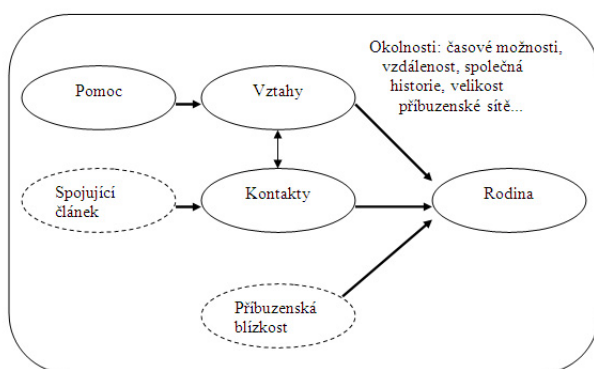 Okolnosti: časové možnosti,
vzdálenost, společná
historie, velikost
příbuzenské sítě...
Pomoc
Vztahy
Spojující
článek
Kontakty
Rodina
Příbuzenská
blízkost